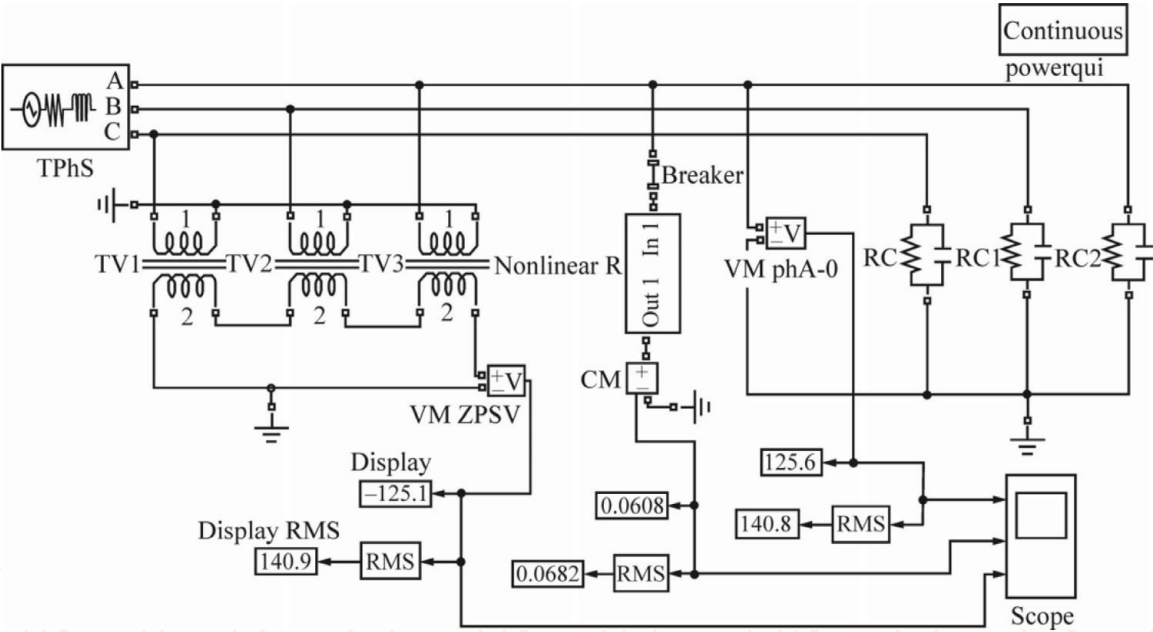 Continuous
powerqui
A
B
C
TPhS
Breaker
1
1
1
TV1
TV2
TV3
Nonlinear R
In 1
Out 1
+
−
V
VM phA-0
RC
RC1
RC2
2
2
2
+
−
V
VM ZPSV
CM
+
−
Display
−125.1
125.6
0.0608
140.8
RMS
Display RMS
140.9
RMS
0.0682
RMS
Scope